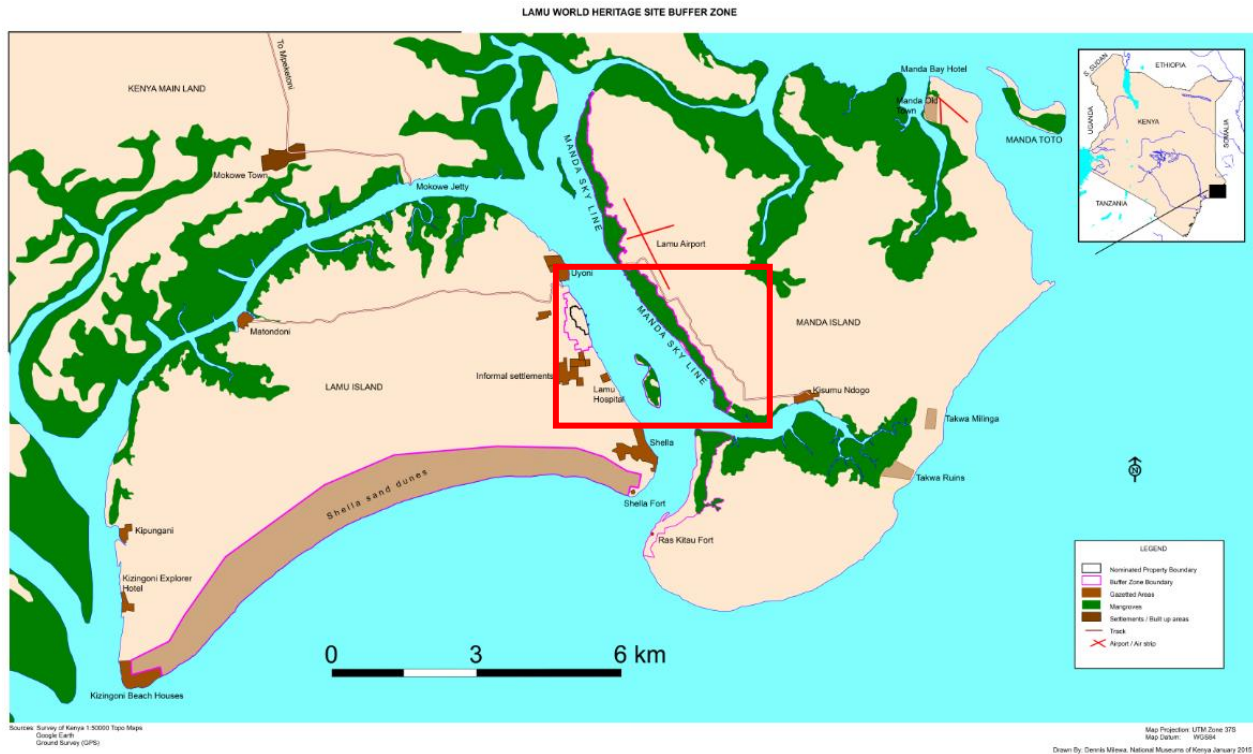 LAMU WORLD HERITAGE SITE BUFFER ZONE
To Mpeketoni
KENYA MAIN LAND
Mokowe Town
Mokowe Jetty
MANDA SKY LINE
Manda Bay Hotel
Manda Old
Town
MANDA TOTO
S. SUDAN
ETHIOPIA
UGANDA
KENYA
SOMALIA
TANZANIA
Lamu Airport
Uyoni
MANDA SKY LINE
MANDA ISLAND
Matondoni
LAMU ISLAND
Informal settlements
Lamu
Hospital
Kisumu Ndogo
Takwa Milinga
Shella
Takwa Ruins
Shella sand dunes
Shella Fort
Ras Kitau Fort
Kipungani
Kizingoni Explorer
Hotel
Kizingoni Beach Houses
0 3 6 km
N
LEGEND
Nominated Property Boundary
Buffer Zone Boundary
Gazetted Areas
Mangroves
Settlements / Built up areas
Track
Airport / Air strip
Sources: Survey of Kenya 1:50000 Topo Maps
Google Earth
Ground Survey (GPS)
Map Projection: UTM Zone 37S
Map Datum: WGS84
Drawn By: Dennis Milewa, National Museums of Kenya January 2015